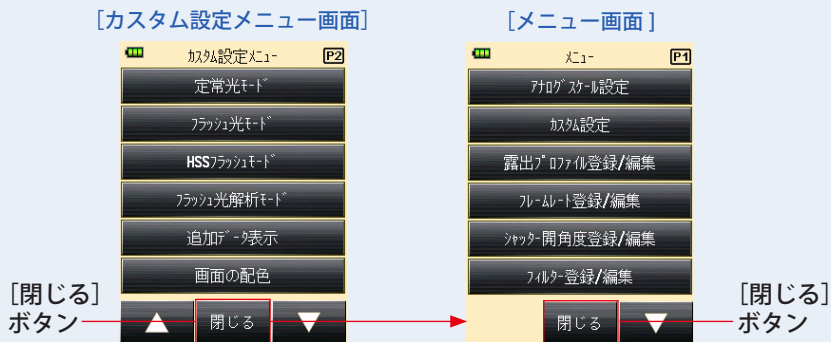 ［カスタム設定メニュー画面］
［メニュー画面 ]
ｶｽﾀﾑ設定ﾒﾆｭｰ
P2
定常光ﾓｰﾄﾞ
ﾌﾗｯｼｭ光ﾓｰﾄﾞ
HSSﾌﾗｯｼｭﾓｰﾄﾞ
ﾌﾗｯｼｭ光解析ﾓｰﾄﾞ
追加ﾃﾞｰﾀ表示
画面の配色
閉じる
［閉じる］
ボタン
ﾒﾆｭｰ
P1
ｱﾅﾛｸﾞｽｹｰﾙ設定
ｶｽﾀﾑ設定
露出ﾌﾟﾛﾌｧｲﾙ登録/編集
ﾌﾚｰﾑﾚｰﾄ登録/編集
ｼｬｯﾀｰ開角度登録/編集
ﾌｨﾙﾀｰ登録/編集
閉じる
［閉じる］
ボタン